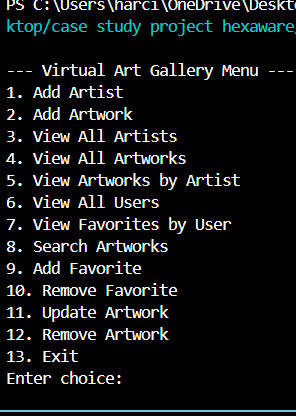 PS C:\Users\harci\OneDrive\Deskto
ktop/case study project hexaware/
--- Virtual Art Gallery Menu ---
1. Add Artist
2. Add Artwork
3. View All Artists
4. View All Artworks
5. View Artworks by Artist
6. View All Users
7. View Favorites by User
8. Search Artworks
9. Add Favorite
10. Remove Favorite
11. Update Artwork
12. Remove Artwork
13. Exit
Enter choice: